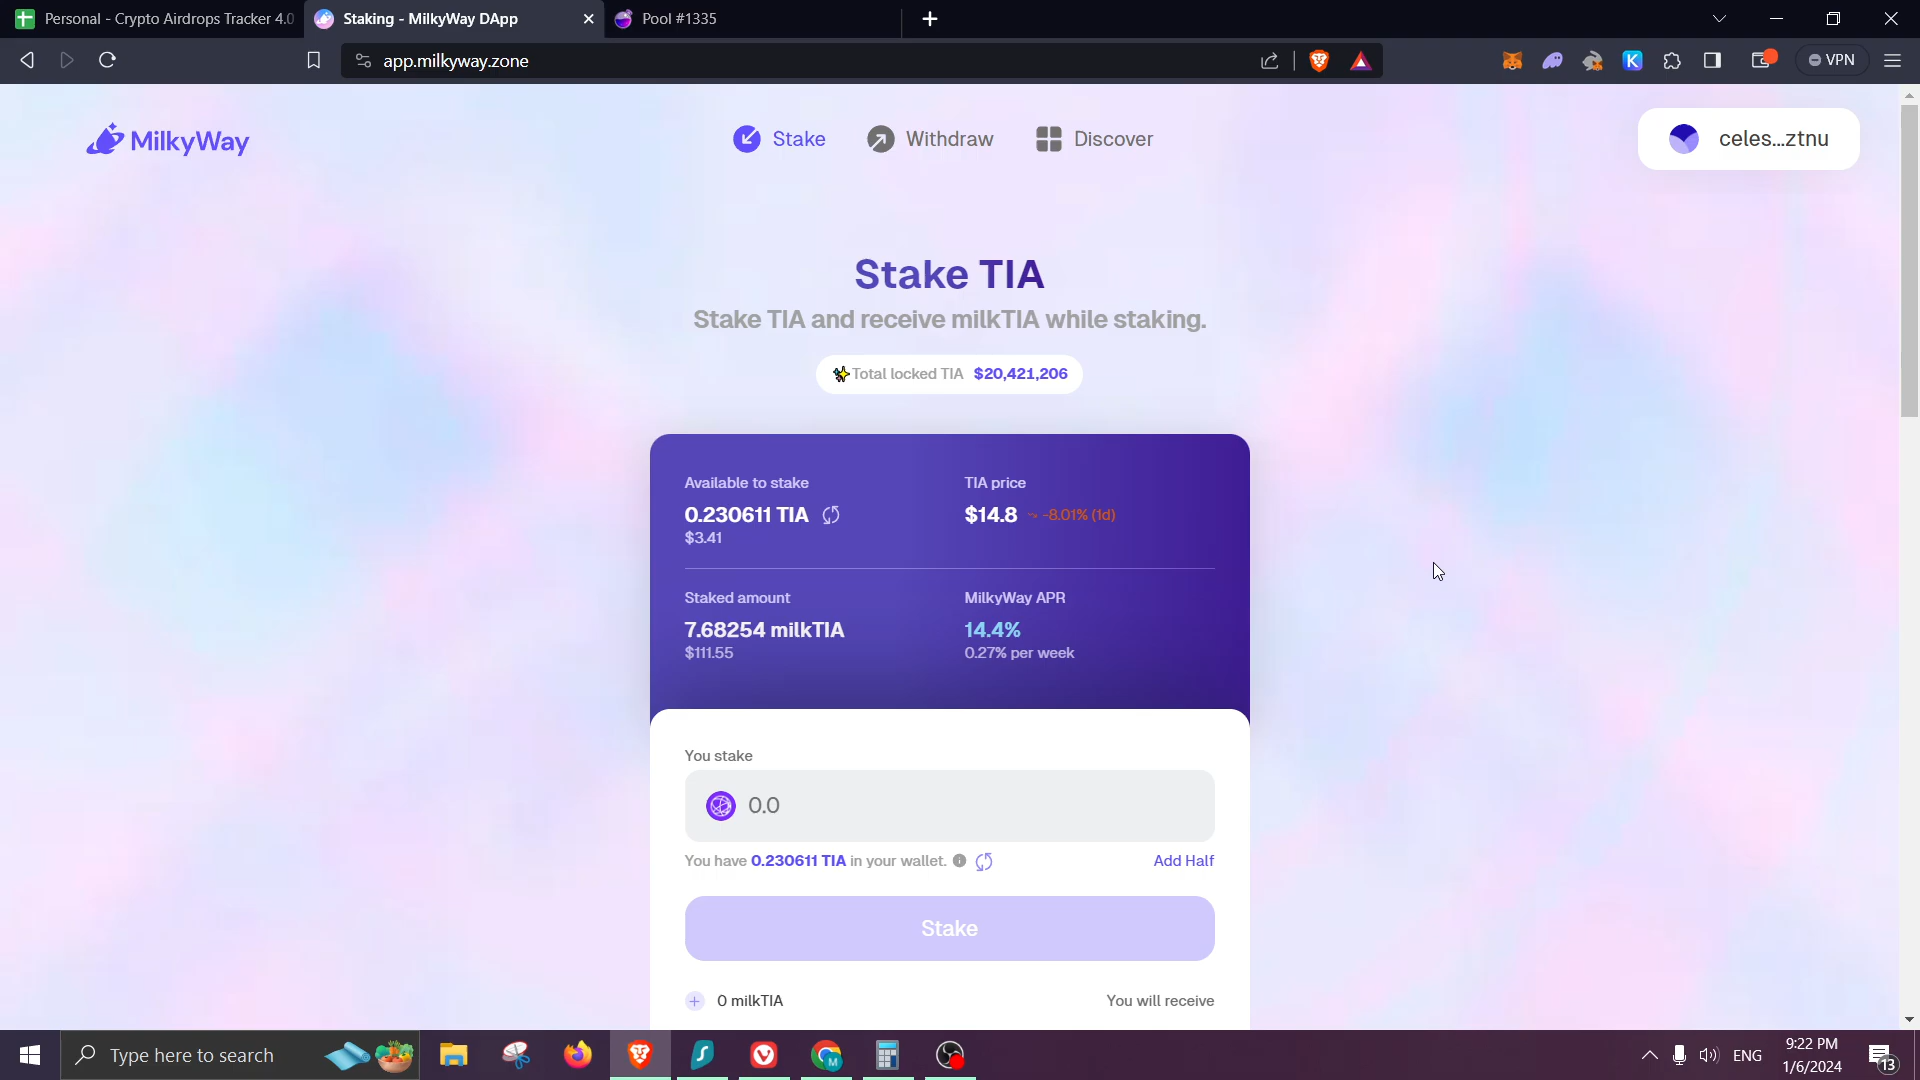 Personal - Crypto Airdrops Tracker 4.0
Staking - MilkyWay DApp
Pool #1335
app.milkyway.zone
VPN
MilkyWay
Stake
Withdraw
Discover
celes...ztnu
Stake TIA
Stake TIA and receive milkTIA while staking.
Total locked TIA $20,421,206
Available to stake
0.230611 TIA
$3.41
TIA price
$14.8 -8.01% (1d)
Staked amount
7.68254 milkTIA
$111.55
MilkyWay APR
14.4%
0.27% per week
You stake
0.0
You have 0.230611 TIA in your wallet.
Add Half
Stake
0 milkTIA
You will receive
Type here to search
ENG
9:22 PM
1/6/2024
13